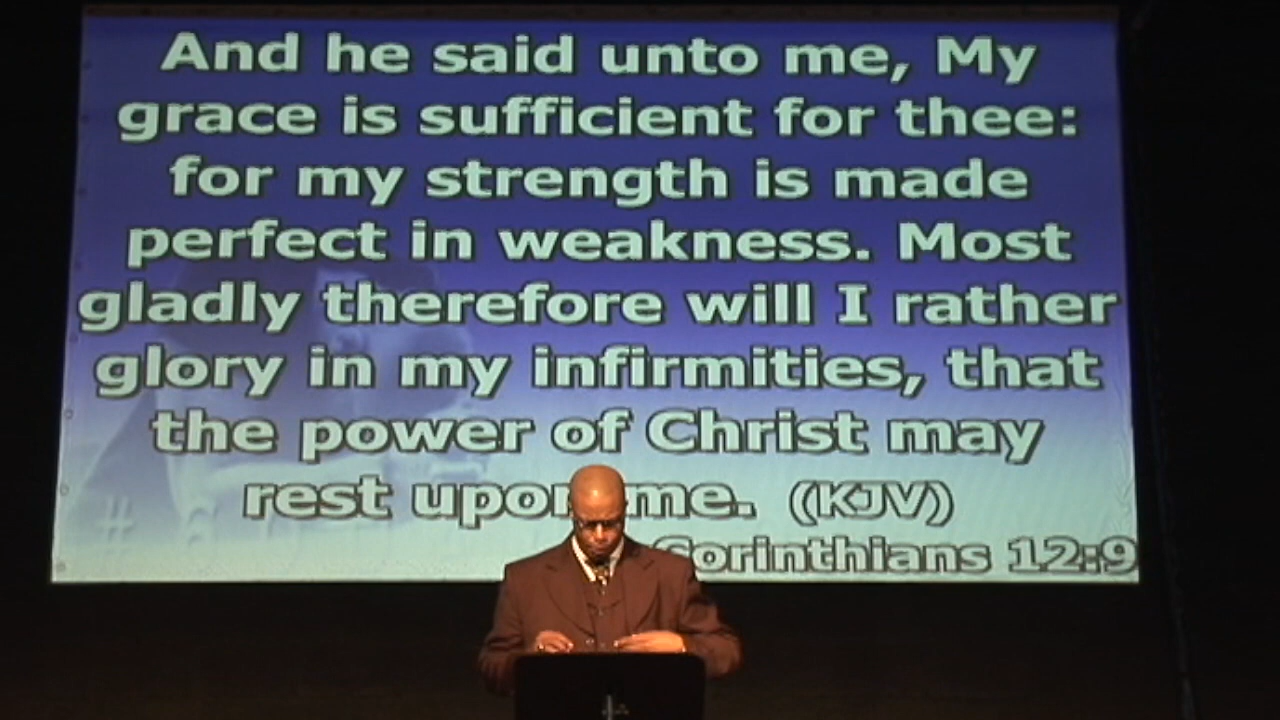 And he said unto me, My
grace is sufficient for thee:
for my strength is made
perfect in weakness. Most
gladly therefore will I rather
glory in my infirmities, that
the power of Christ may
rest upon me. (KJV)
Corinthians 12:9